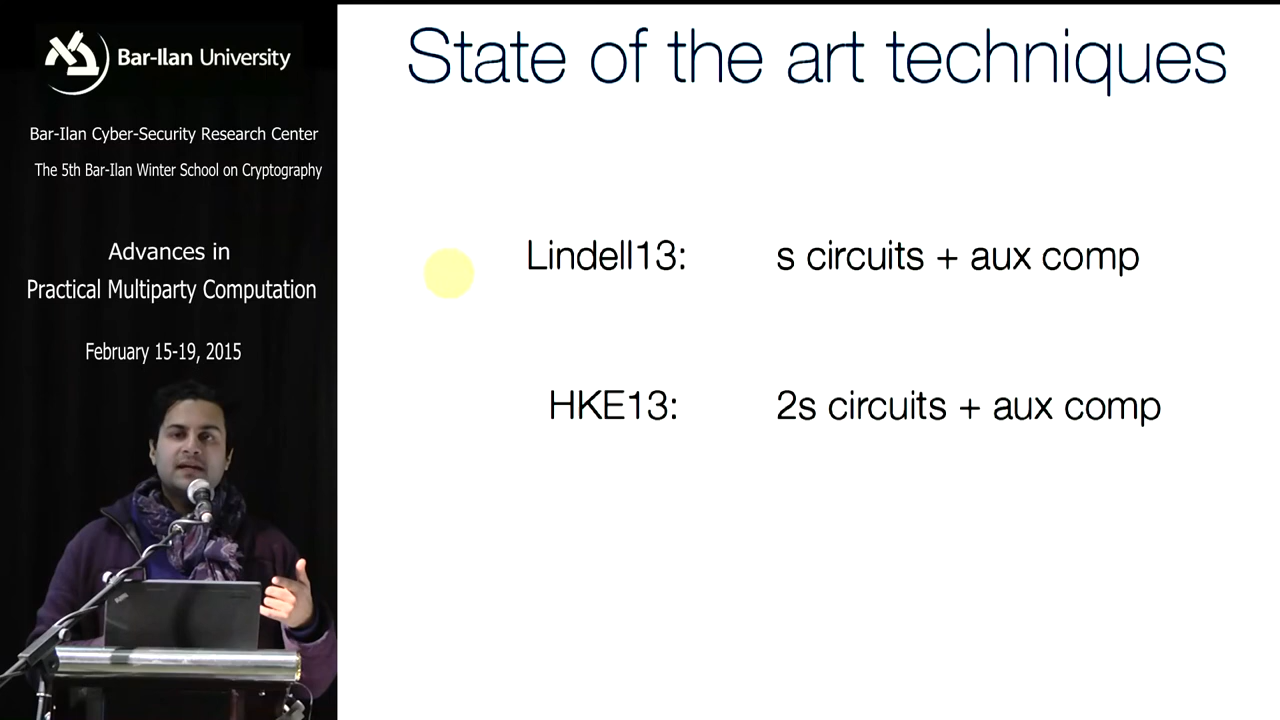 Bar-Ilan University
Bar-Ilan Cyber-Security Research Center
The 5th Bar-Ilan Winter School on Cryptography
Advances in
Practical Multiparty Computation
February 15-19, 2015
State of the art techniques
Lindell13: s circuits + aux comp
HKE13: 2s circuits + aux comp